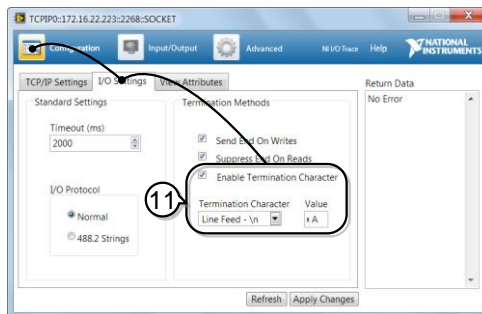 TCPIP0::172.16.22.223::2268::SOCKET
Configuration Input/Output Advanced NI I/O Trace Help NATIONAL INSTRUMENTS
TCP/IP Settings I/O Settings View Attributes
Return Data
No Error
Standard Settings
Timeout (ms)
2000
I/O Protocol
Normal
488.2 Strings
Termination Methods
Send End On Writes
Suppress End On Reads
Enable Termination Character
11
Termination Character Value
Line Feed - \n x A
Refresh Apply Changes